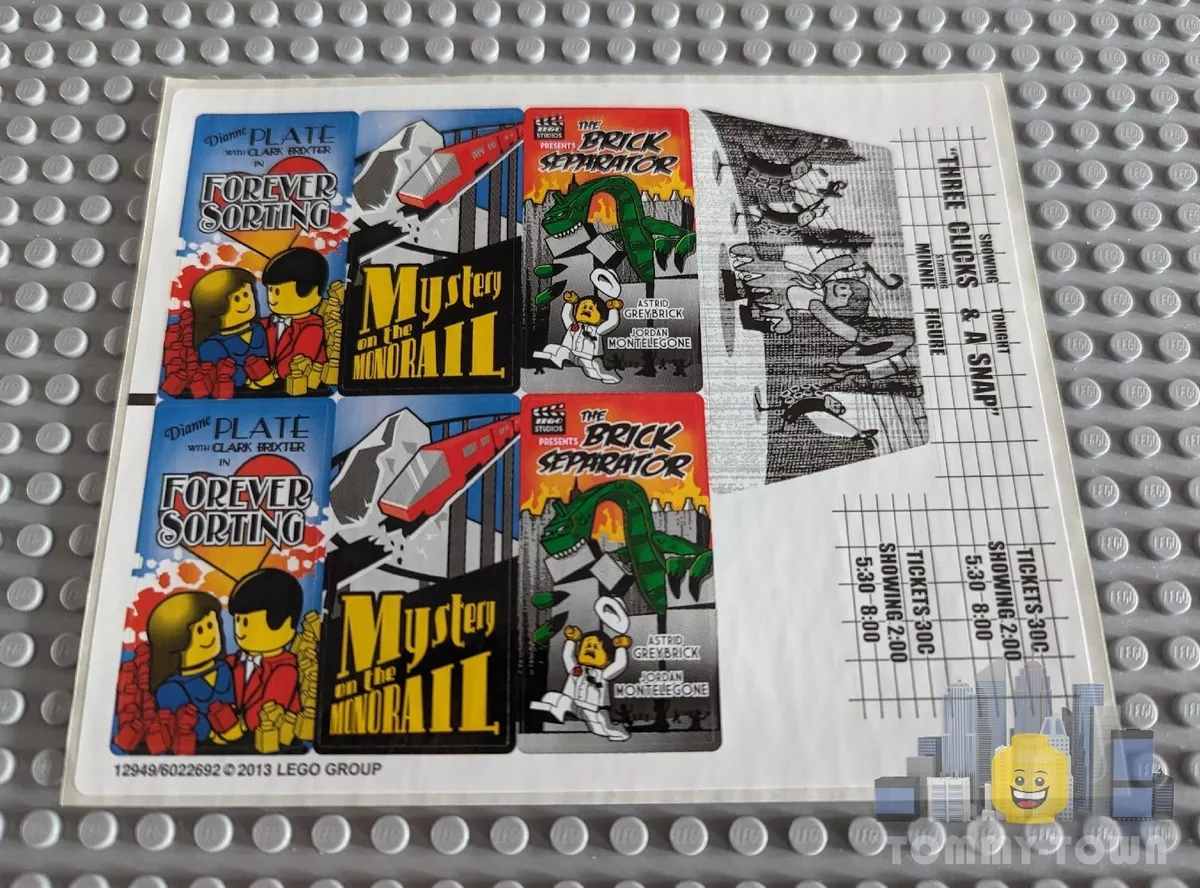 Dianne PLATE
WITH CLARK BRIXTER
IN
FOREVER
SORTING
Mystery
on the
MONORAIL
LEGO
STUDIOS
PRESENTS
THE
BRICK
SEPARATOR
ASTRID
GREYBRICK
JORDAN
MONTELEGONE
Dianne PLATE
WITH CLARK BRIXTER
IN
FOREVER
SORTING
Mystery
on the
MONORAIL
LEGO
STUDIOS
PRESENTS
THE
BRICK
SEPARATOR
ASTRID
GREYBRICK
JORDAN
MONTELEGONE
SHOWING TONIGHT
"THREE CLICKS & A SNAP"
STARRING
MINNIE FIGURE
TICKETS-30C
SHOWING 2:00
5:30 - 8:00
TICKETS-30C
SHOWING 2:00
5:30 - 8:00
12949/6022692 © 2013 LEGO GROUP
TOMMY-TOWN